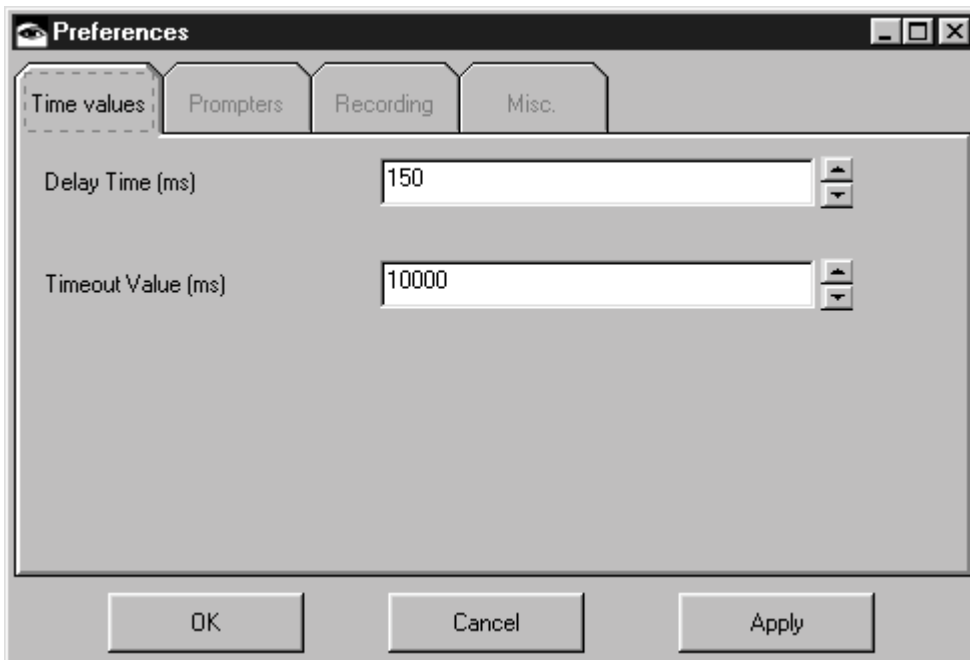 Preferences
Time values Prompters Recording Misc.
Delay Time (ms) 150
Timeout Value (ms) 10000
OK Cancel Apply